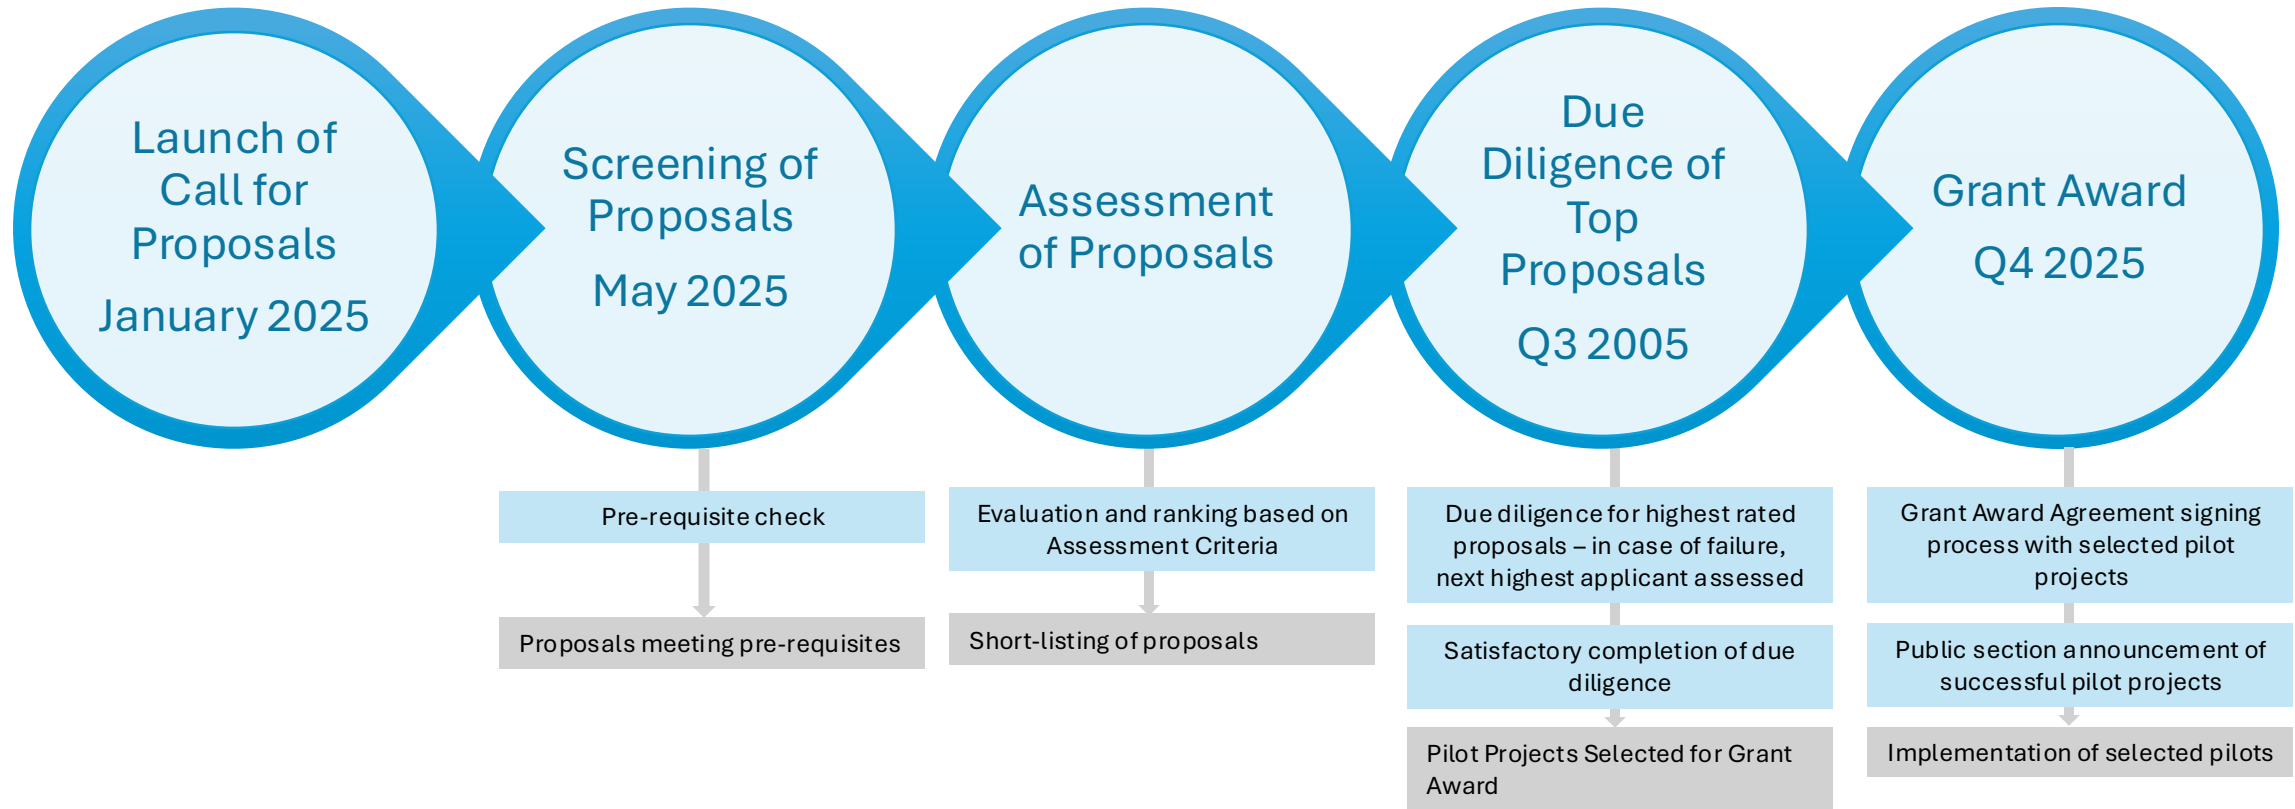 Launch of
Call for
Proposals
January 2025
Screening of
Proposals
May 2025
Assessment
of Proposals
Due
Diligence of
Top
Proposals
Q3 2005
Grant Award
Q4 2025
Pre-requisite check
Proposals meeting pre-requisites
Evaluation and ranking based on
Assessment Criteria
Short-listing of proposals
Due diligence for highest rated
proposals – in case of failure,
next highest applicant assessed
Satisfactory completion of due
diligence
Pilot Projects Selected for Grant
Award
Grant Award Agreement signing
process with selected pilot
projects
Public section announcement of
successful pilot projects
Implementation of selected pilots